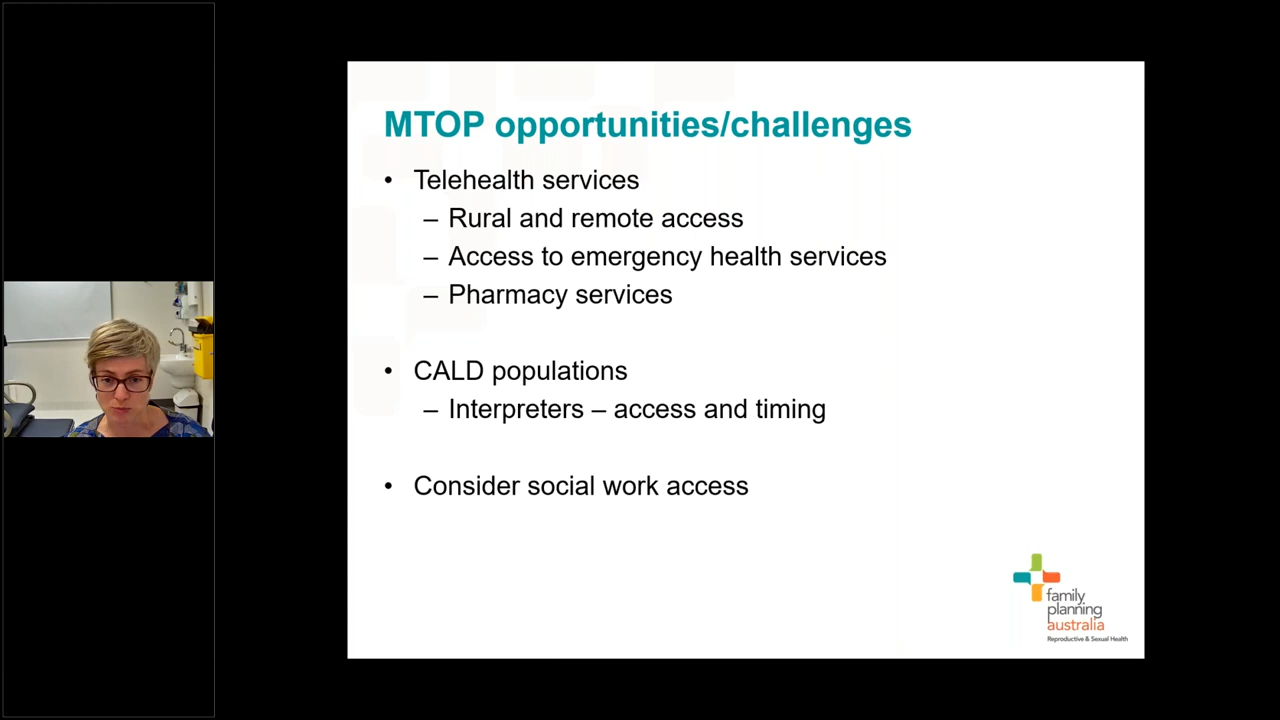 MTOP opportunities/challenges
• Telehealth services
– Rural and remote access
– Access to emergency health services
– Pharmacy services
• CALD populations
– Interpreters – access and timing
• Consider social work access
family
planning
australia
Reproductive & Sexual Health